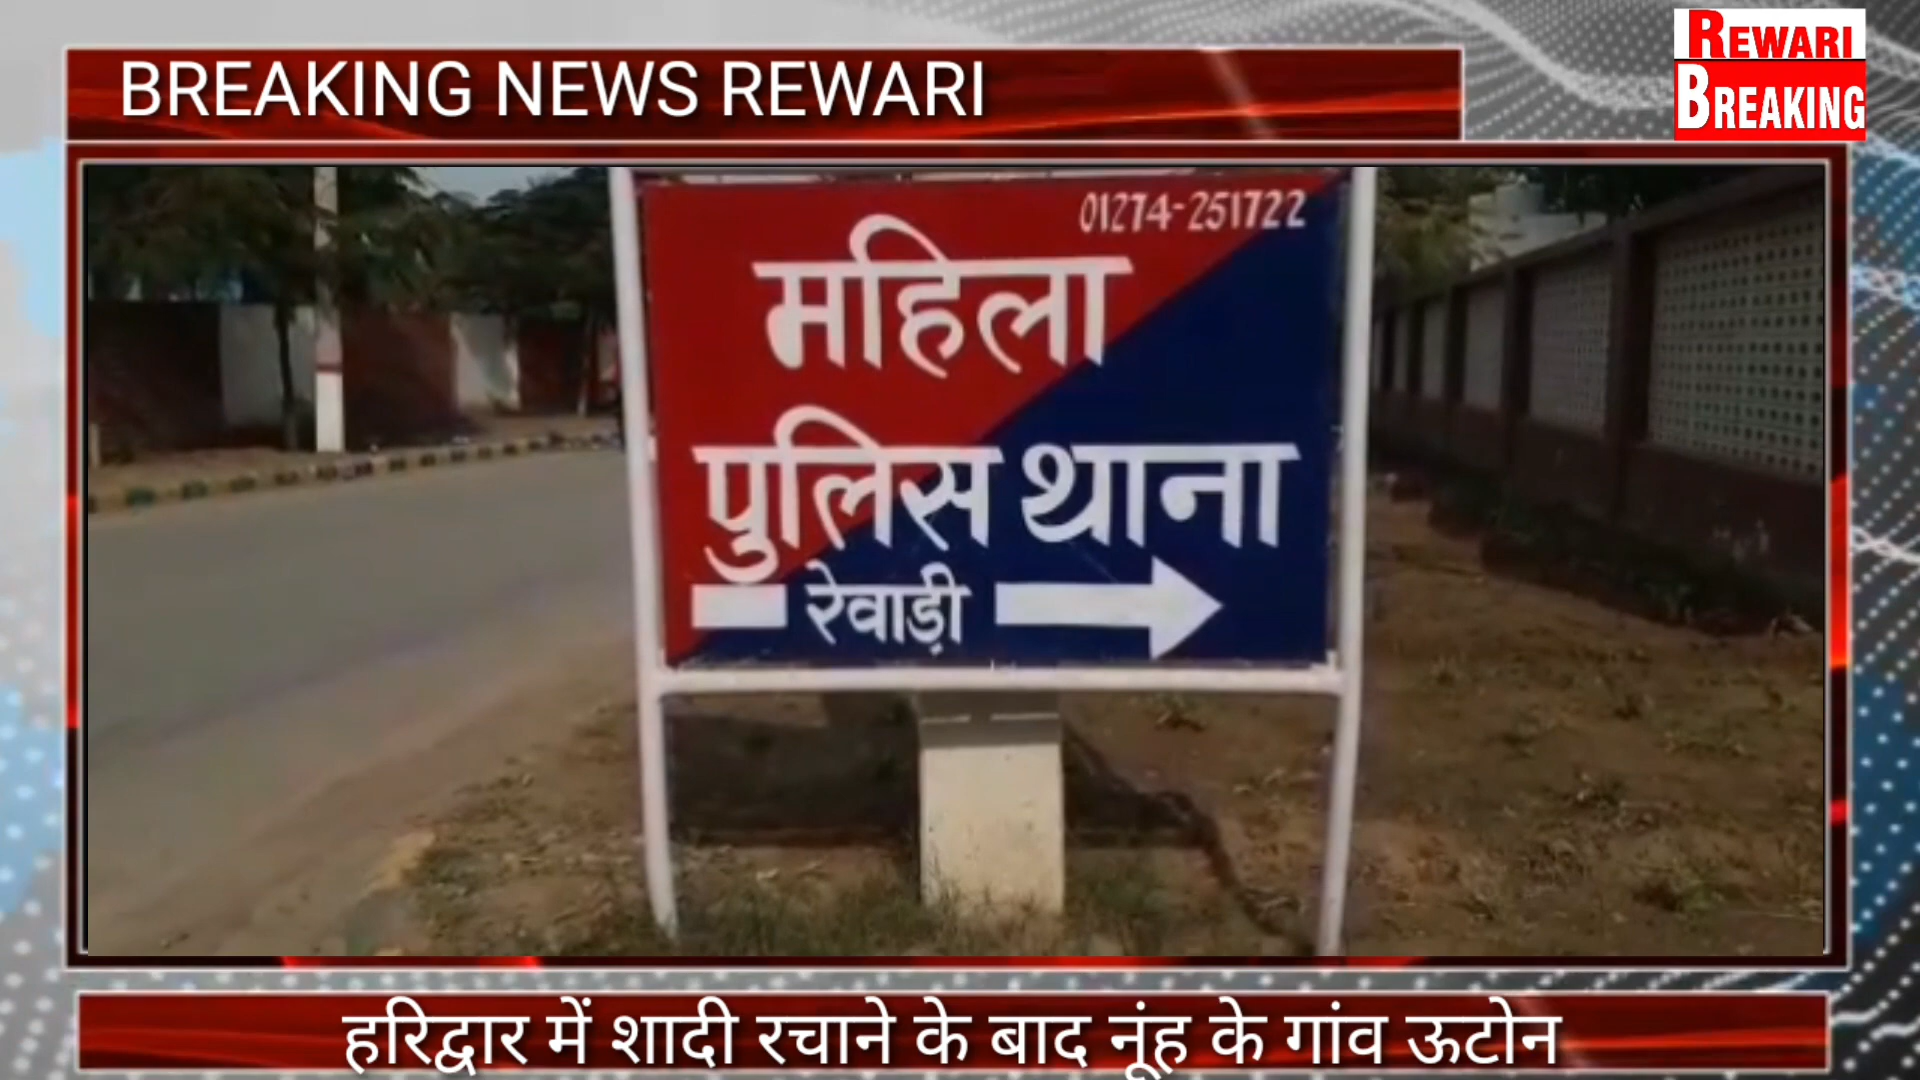 REWARI
BREAKING
BREAKING NEWS REWARI
01274-251722
महिला
पुलिस थाना
रेवाड़ी
हरिद्वार में शादी रचाने के बाद नूंह के गांव ऊटोन